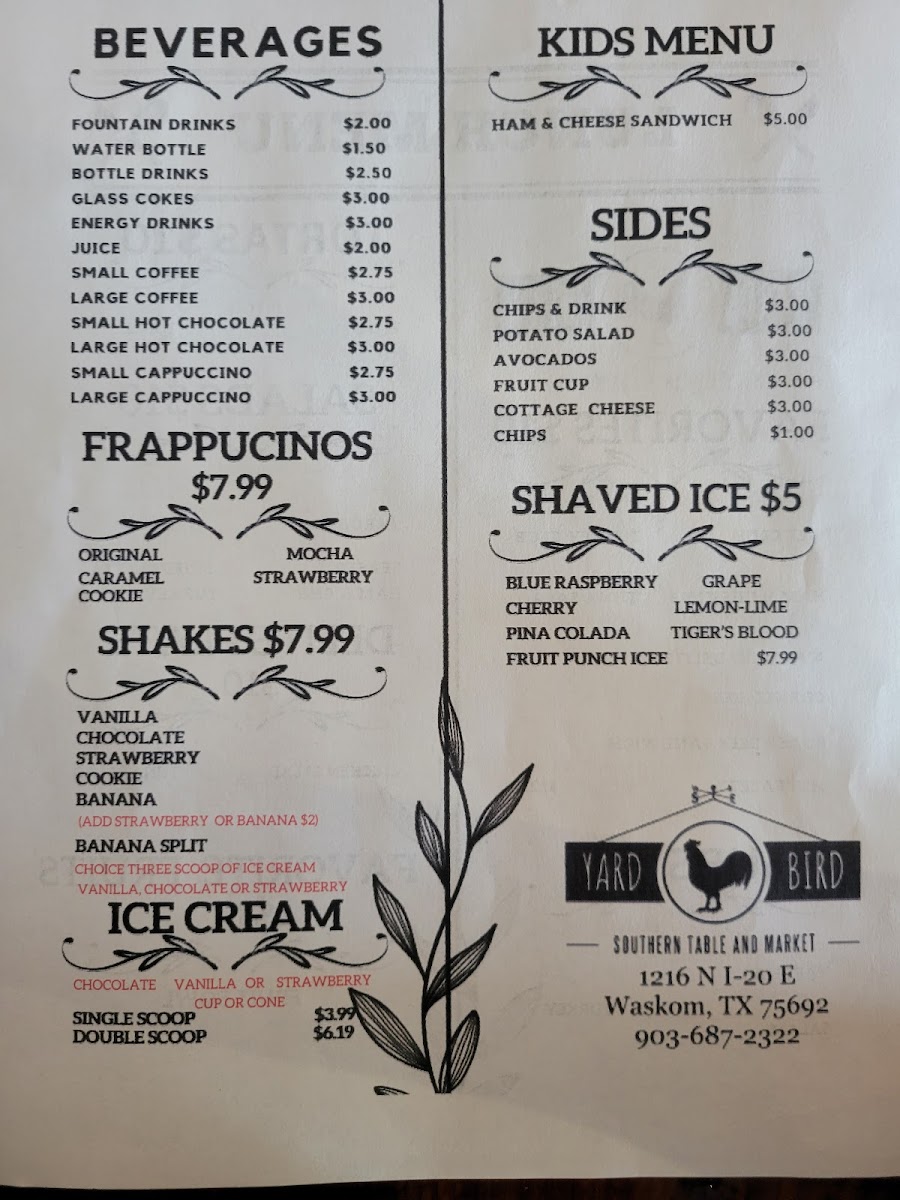 BEVERAGES
FOUNTAIN DRINKS $2.00
WATER BOTTLE $1.50
BOTTLE DRINKS $2.50
GLASS COKES $3.00
ENERGY DRINKS $3.00
JUICE $2.00
SMALL COFFEE $2.75
LARGE COFFEE $3.00
SMALL HOT CHOCOLATE $2.75
LARGE HOT CHOCOLATE $3.00
SMALL CAPPUCCINO $2.75
LARGE CAPPUCCINO $3.00
FRAPPUCINOS
$7.99
ORIGINAL MOCHA
CARAMEL STRAWBERRY
COOKIE
SHAKES $7.99
VANILLA
CHOCOLATE
STRAWBERRY
COOKIE
BANANA
(ADD STRAWBERRY OR BANANA $2)
BANANA SPLIT
CHOICE THREE SCOOP OF ICE CREAM
VANILLA, CHOCOLATE OR STRAWBERRY
ICE CREAM
CHOCOLATE VANILLA OR STRAWBERRY
CUP OR CONE
SINGLE SCOOP $3.99
DOUBLE SCOOP $6.19
KIDS MENU
HAM & CHEESE SANDWICH $5.00
SIDES
CHIPS & DRINK $3.00
POTATO SALAD $3.00
AVOCADOS $3.00
FRUIT CUP $3.00
COTTAGE CHEESE $3.00
CHIPS $1.00
SHAVED ICE $5
BLUE RASPBERRY GRAPE
CHERRY LEMON-LIME
PINA COLADA TIGER'S BLOOD
FRUIT PUNCH ICEE $7.99
YARD BIRD
SOUTHERN TABLE AND MARKET
1216 N I-20 E
Waskom, TX 75692
903-687-2322